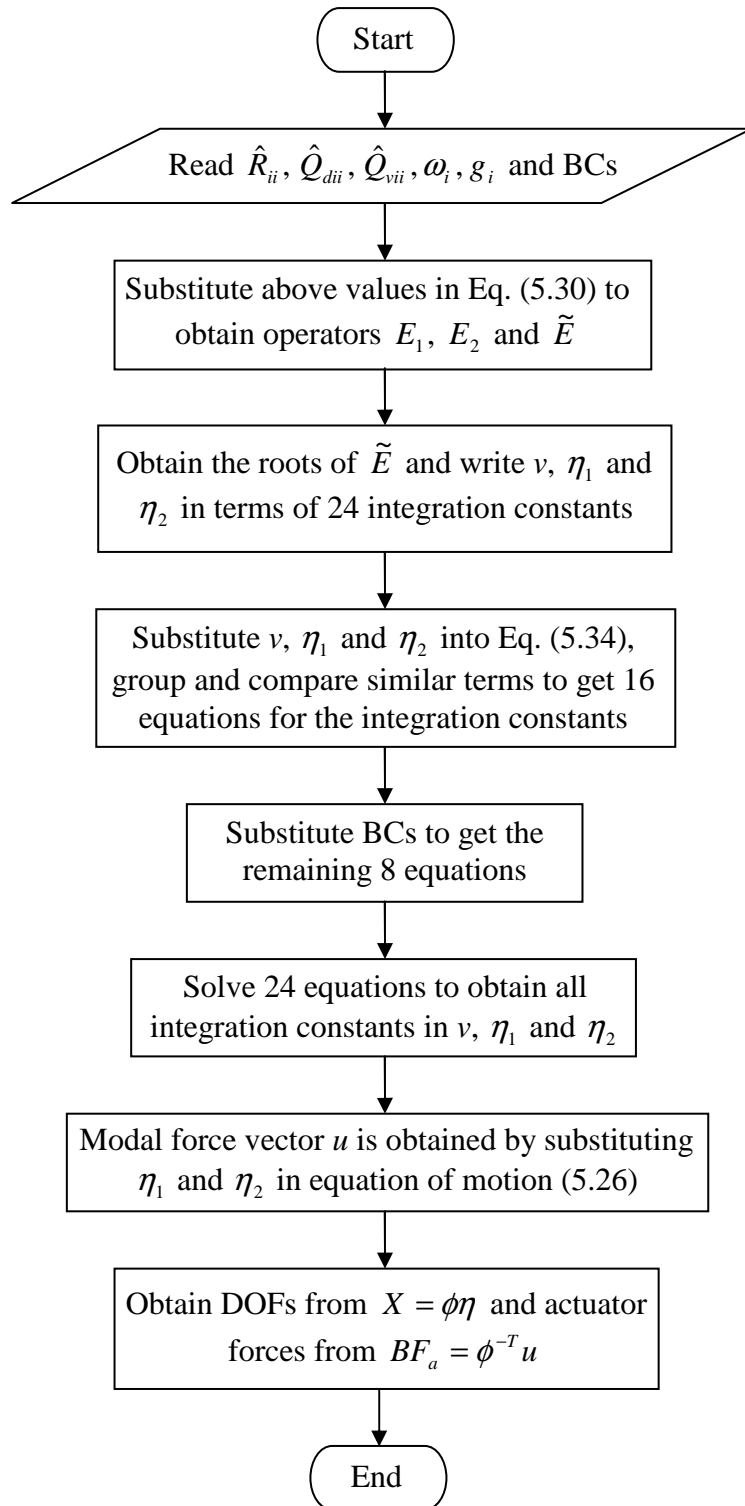 Start
Read R̂ᵢᵢ, Q̂dᵢᵢ, Q̂vᵢᵢ, ωᵢ, gᵢ and BCs
Substitute above values in Eq. (5.30) to
obtain operators E₁, E₂ and Ẽ
Obtain the roots of Ẽ and write v, η₁ and
η₂ in terms of 24 integration constants
Substitute v, η₁ and η₂ into Eq. (5.34),
group and compare similar terms to get 16
equations for the integration constants
Substitute BCs to get the
remaining 8 equations
Solve 24 equations to obtain all
integration constants in v, η₁ and η₂
Modal force vector u is obtained by substituting
η₁ and η₂ in equation of motion (5.26)
Obtain DOFs from X = ϕη and actuator
forces from BFₐ = ϕ⁻ᵀu
End